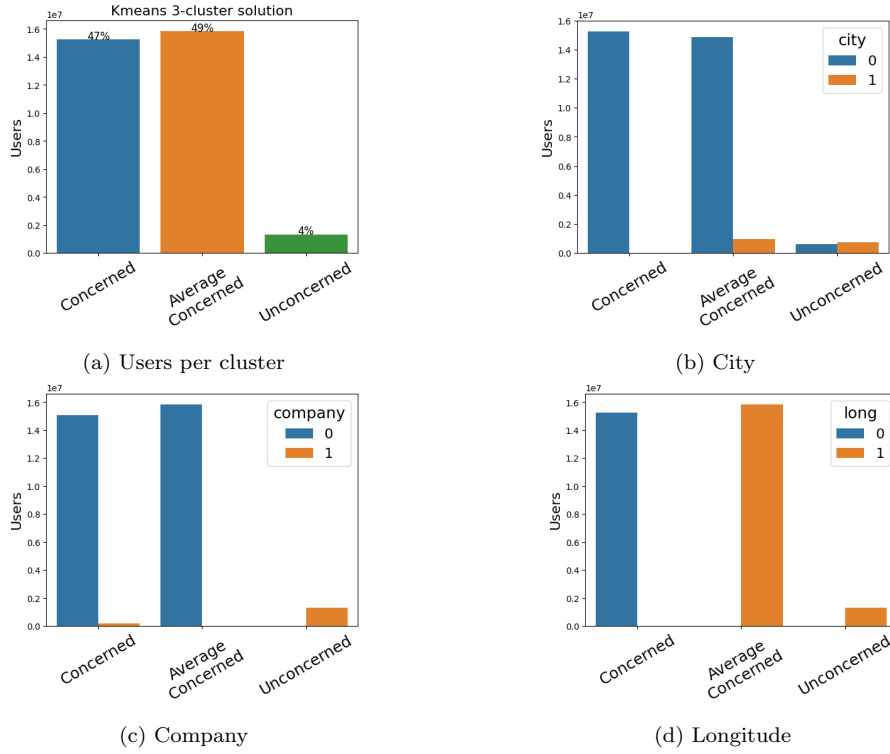 Kmeans 3-cluster solution
1e7
1.6
1.4
1.2
1.0
0.8
0.6
0.4
0.2
0.0
Users
47%
49%
4%
Concerned
Average
Concerned
Unconcerned
(a) Users per cluster
1e7
1.6
1.4
1.2
1.0
0.8
0.6
0.4
0.2
0.0
Users
city
0
1
Concerned
Average
Concerned
Unconcerned
(b) City
1e7
1.6
1.4
1.2
1.0
0.8
0.6
0.4
0.2
0.0
Users
company
0
1
Concerned
Average
Concerned
Unconcerned
(c) Company
1e7
1.6
1.4
1.2
1.0
0.8
0.6
0.4
0.2
0.0
Users
long
0
1
Concerned
Average
Concerned
Unconcerned
(d) Longitude